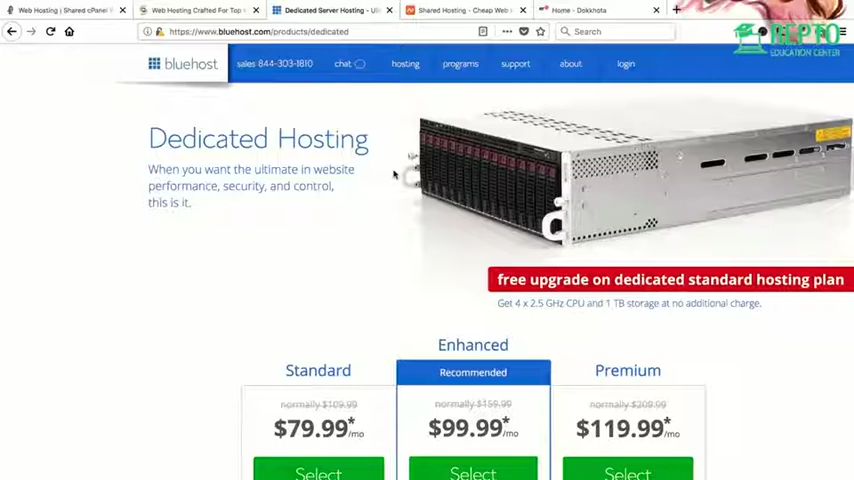 Web Hosting | Shared cPanel
Web Hosting Crafted For Top
Dedicated Server Hosting - Ul
Shared Hosting - Cheap Web
Home - Dokkhota
https://www.bluehost.com/products/dedicated
Search
REPTO
EDUCATION CENTER
bluehost
sales 844-303-1810
chat
hosting
programs
support
about
login
Dedicated Hosting
When you want the ultimate in website
performance, security, and control,
this is it.
free upgrade on dedicated standard hosting plan
Get 4 x 2.5 GHz CPU and 1 TB storage at no additional charge.
Standard
Enhanced
Premium
Recommended
normally $109.99
normally $159.99
normally $209.99
$79.99*/mo
$99.99*/mo
$119.99*/mo
Select
Select
Select